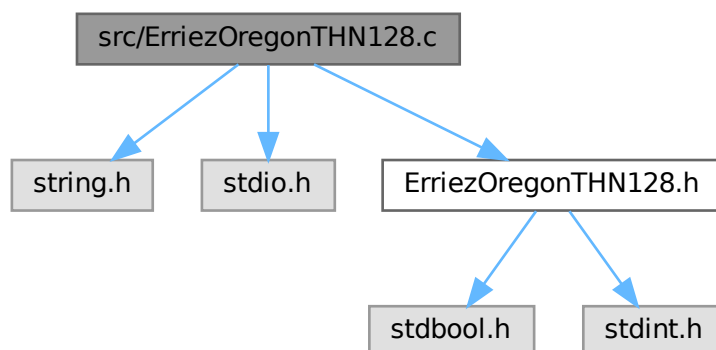 src/ErriezOregonTHN128.c
string.h
stdio.h
ErriezOregonTHN128.h
stdbool.h
stdint.h